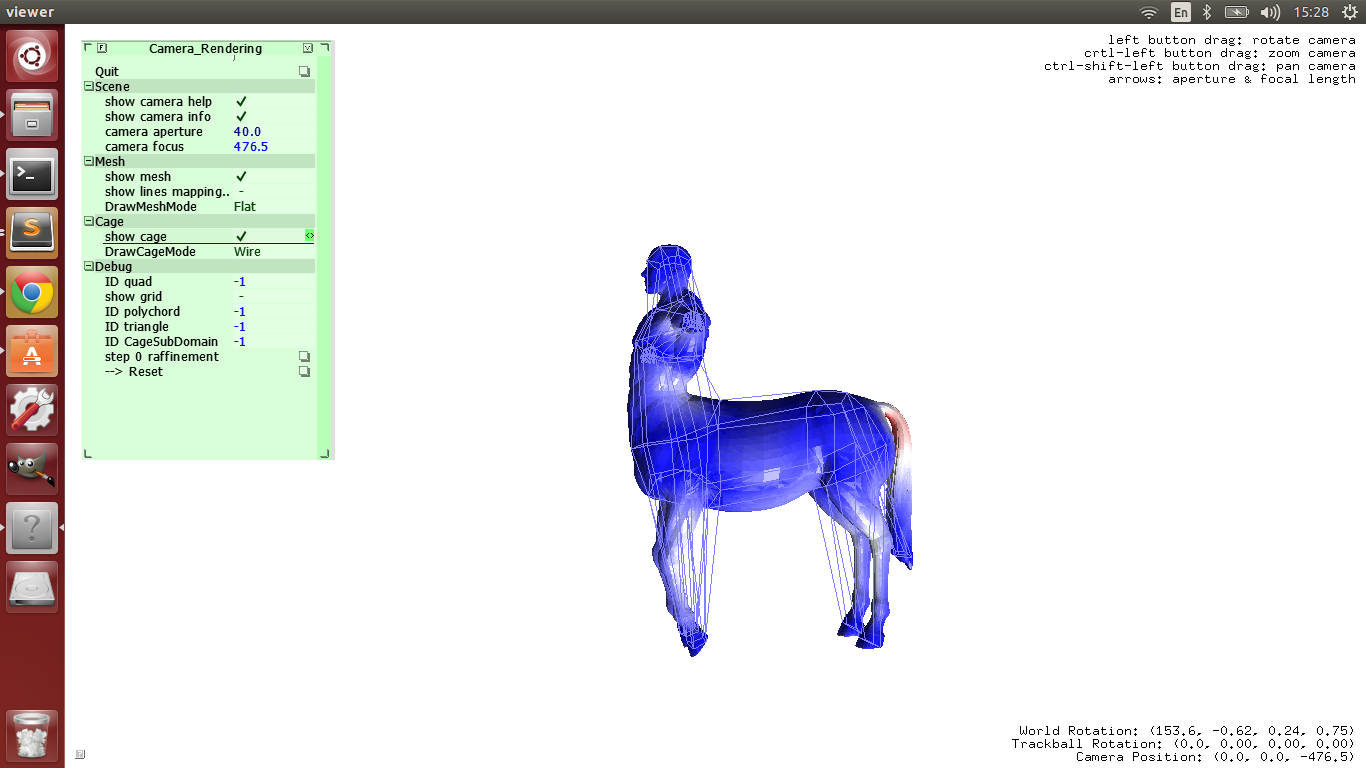 viewer
En
15:28
Camera_Rendering
Quit
Scene
show camera help
show camera info
camera aperture 40.0
camera focus 476.5
Mesh
show mesh
show lines mapping.. -
DrawMeshMode Flat
Cage
show cage
DrawCageMode Wire
Debug
ID quad -1
show grid -
ID polychord -1
ID triangle -1
ID CageSubDomain -1
step 0 raffinement
--> Reset
left button drag: rotate camera
crtl-left button drag: zoom camera
ctrl-shift-left button drag: pan camera
arrows: aperture & focal length
World Rotation: (153.6, -0.62, 0.24, 0.75)
Trackball Rotation: (0.0, 0.00, 0.00, 0.00)
Camera Position: (0.0, 0.0, -476.5)